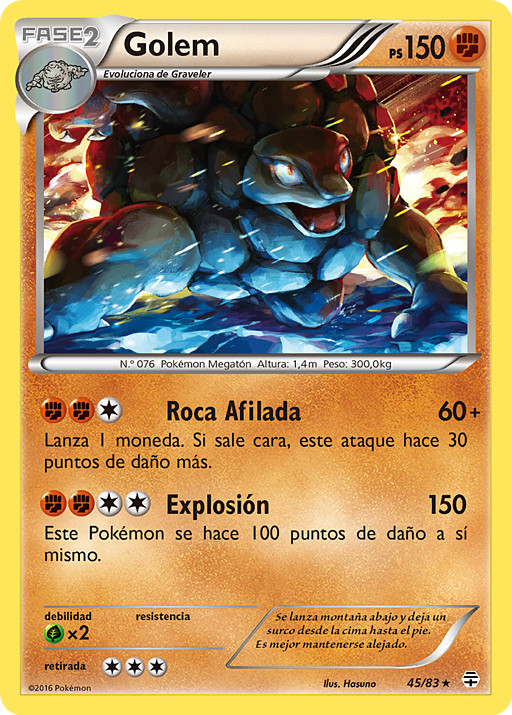 FASE2
Golem
PS 150
Evoluciona de Graveler
N.º 076 Pokémon Megatón Altura: 1,4m Peso: 300,0kg
Roca Afilada 60+
Lanza 1 moneda. Si sale cara, este ataque hace 30
puntos de daño más.
Explosión 150
Este Pokémon se hace 100 puntos de daño a sí
mismo.
debilidad resistencia
×2
Se lanza montaña abajo y deja un
surco desde la cima hasta el pie.
Es mejor mantenerse alejado.
retirada
©2016 Pokémon Ilus. Hasuno 45/83 ★